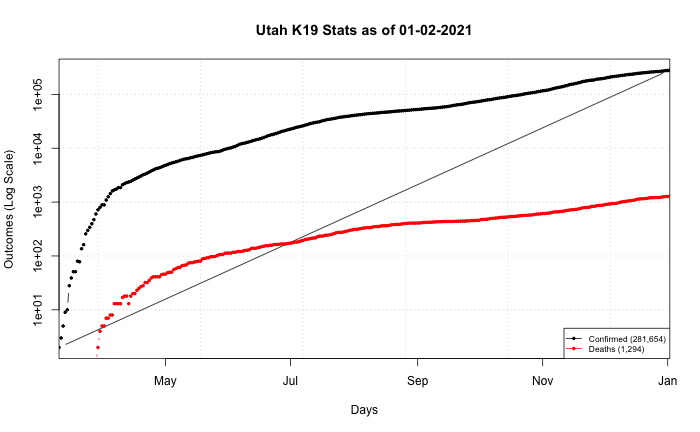 Utah K19 Stats as of 01-02-2021
Outcomes (Log Scale)
1e+05
1e+04
1e+03
1e+02
1e+01
Confirmed (281,654)
Deaths (1,294)
May
Jul
Sep
Nov
Jan
Days